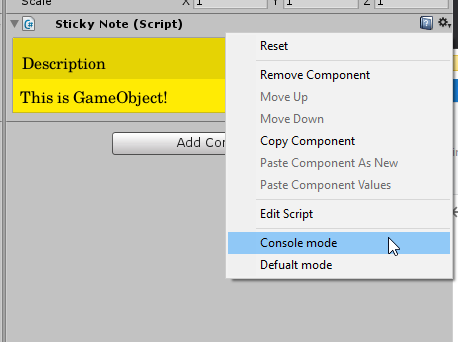 Scale X 1 Y 1 Z 1
Sticky Note (Script)
Description
This is GameObject!
Reset
Remove Component
Move Up
Move Down
Copy Component
Add Co
Paste Component As New
Paste Component Values
Edit Script
Console mode
Defualt mode